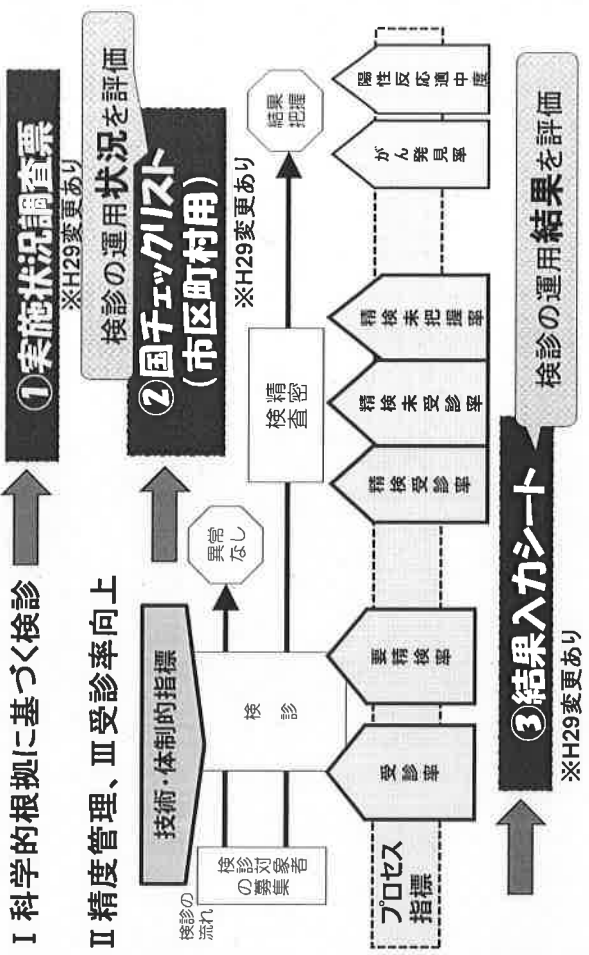 Ⅰ 科学的根拠に基づく検診
①実施状況調査票
※H29変更あり
検診の運用状況を評価
Ⅱ 精度管理、Ⅲ 受診率向上
②国チェックリスト
(市区町村用)
※H29変更あり
技術・体制的指標
検診の
流れ
検診対象者
の募集
検診
異常
なし
精密
検査
結果
把握
プロセス
指標
受診率
要精検率
精検受診率
精検未受診率
精検未把握率
がん発見率
陽性反応適中度
③結果入力シート
※H29変更あり
検診の運用結果を評価